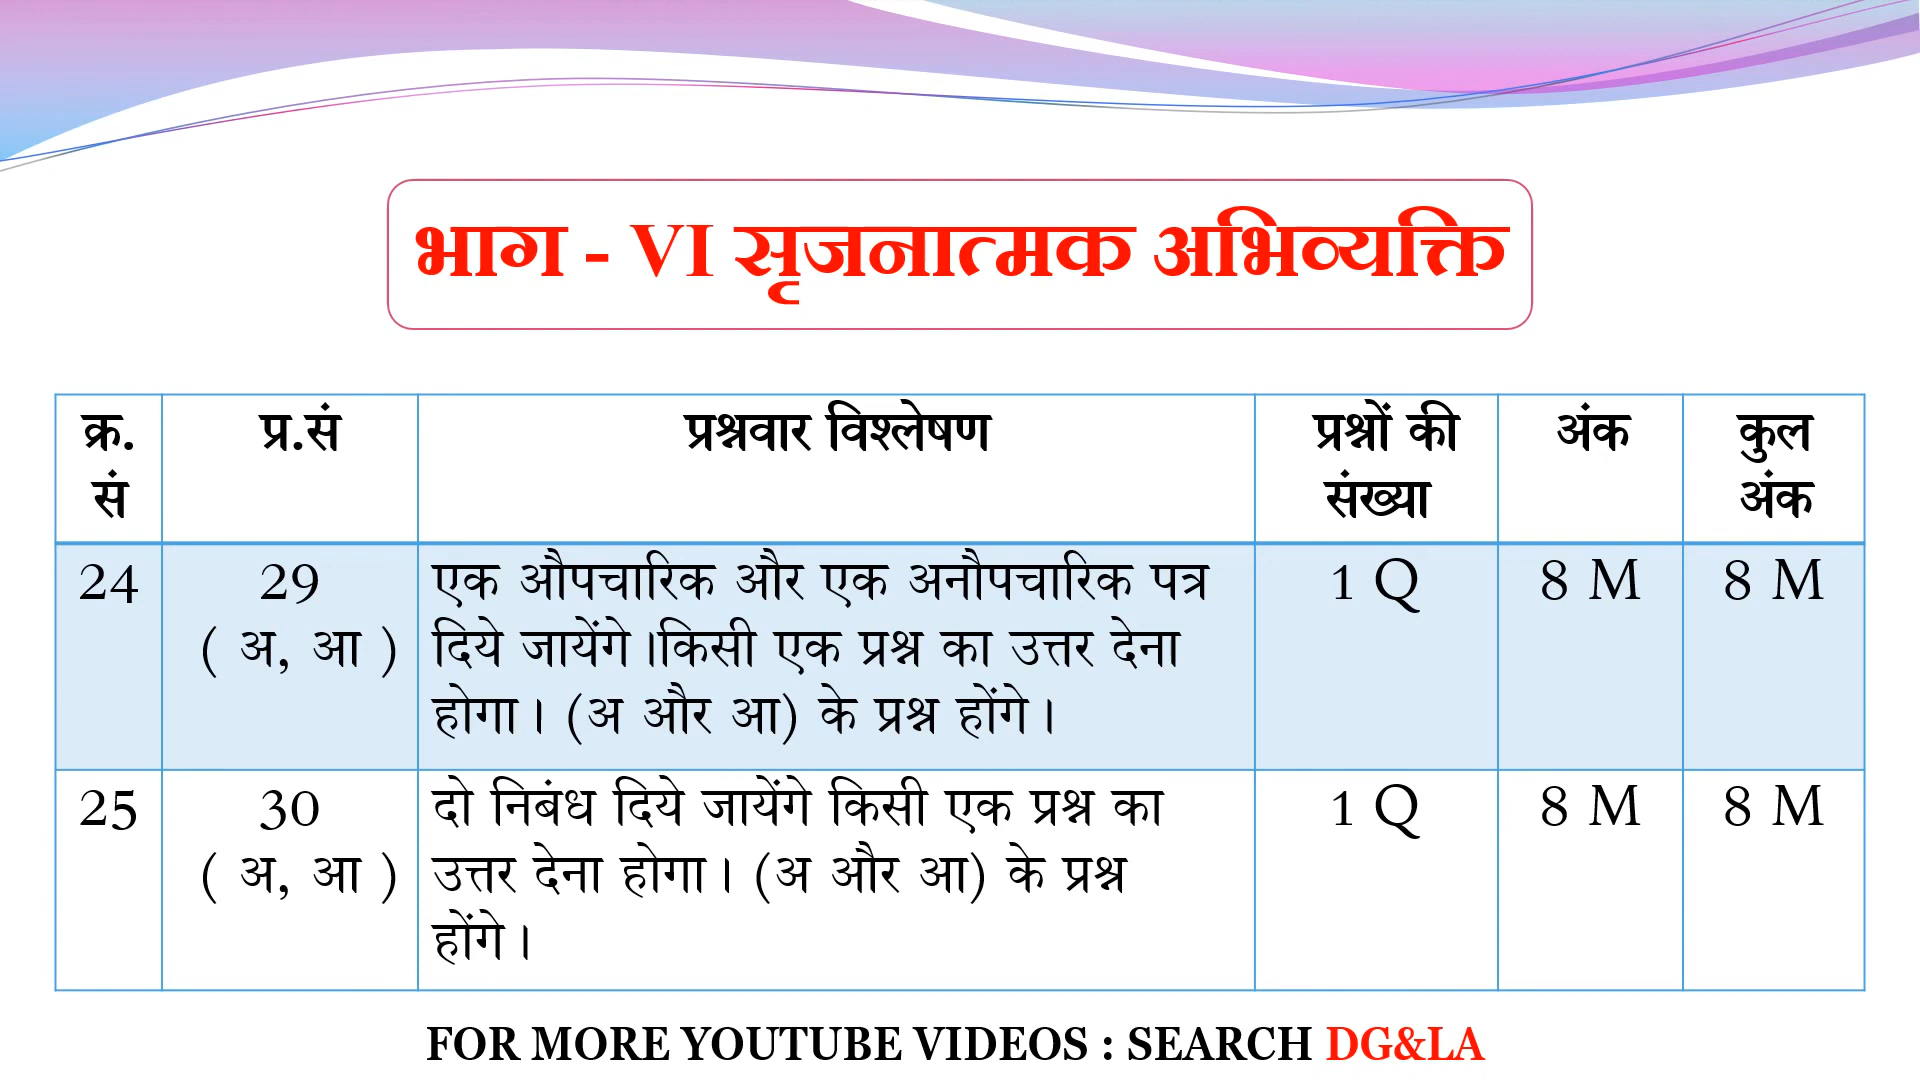 भाग - VI सृजनात्मक अभिव्यक्ति
क्र. सं | प्र.सं | प्रश्नवार विश्लेषण | प्रश्नों की संख्या | अंक | कुल अंक
24 | 29 ( अ, आ ) | एक औपचारिक और एक अनौपचारिक पत्र | 1 Q | 8 M | 8 M
दिये जायेंगे।किसी एक प्रश्न का उत्तर देना
होगा। (अ और आ) के प्रश्न होंगे।
25 | 30 ( अ, आ ) | दो निबंध दिये जायेंगे किसी एक प्रश्न का | 1 Q | 8 M | 8 M
उत्तर देना होगा। (अ और आ) के प्रश्न
होंगे।
FOR MORE YOUTUBE VIDEOS : SEARCH DG&LA